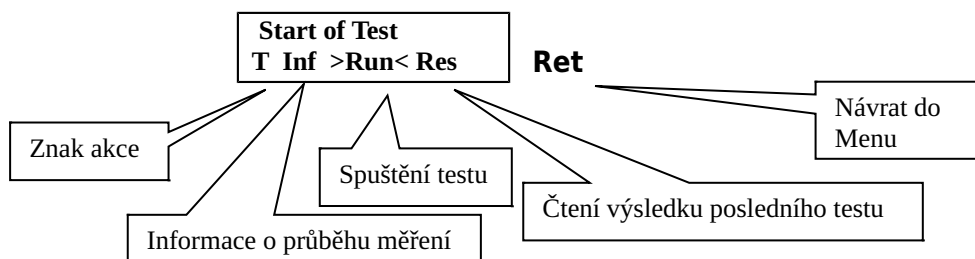 Start of Test
T Inf >Run< Res
Ret
Návrat do
Menu
Znak akce
Spuštění testu
Čtení výsledku posledního testu
Informace o průběhu měření